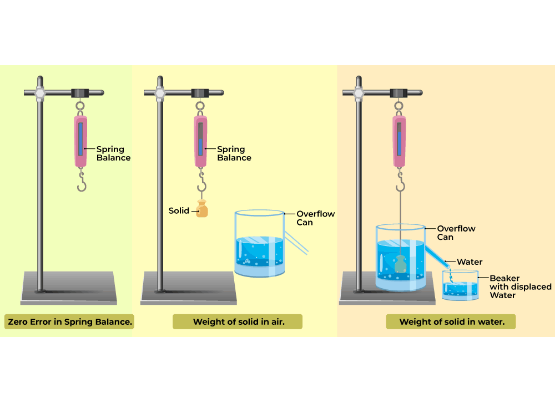 Spring
Balance
Zero Error in Spring Balance.
Spring
Balance
Solid
Overflow
Can
Weight of solid in air.
Overflow
Can
Water
Beaker
with displaced
Water
Weight of solid in water.